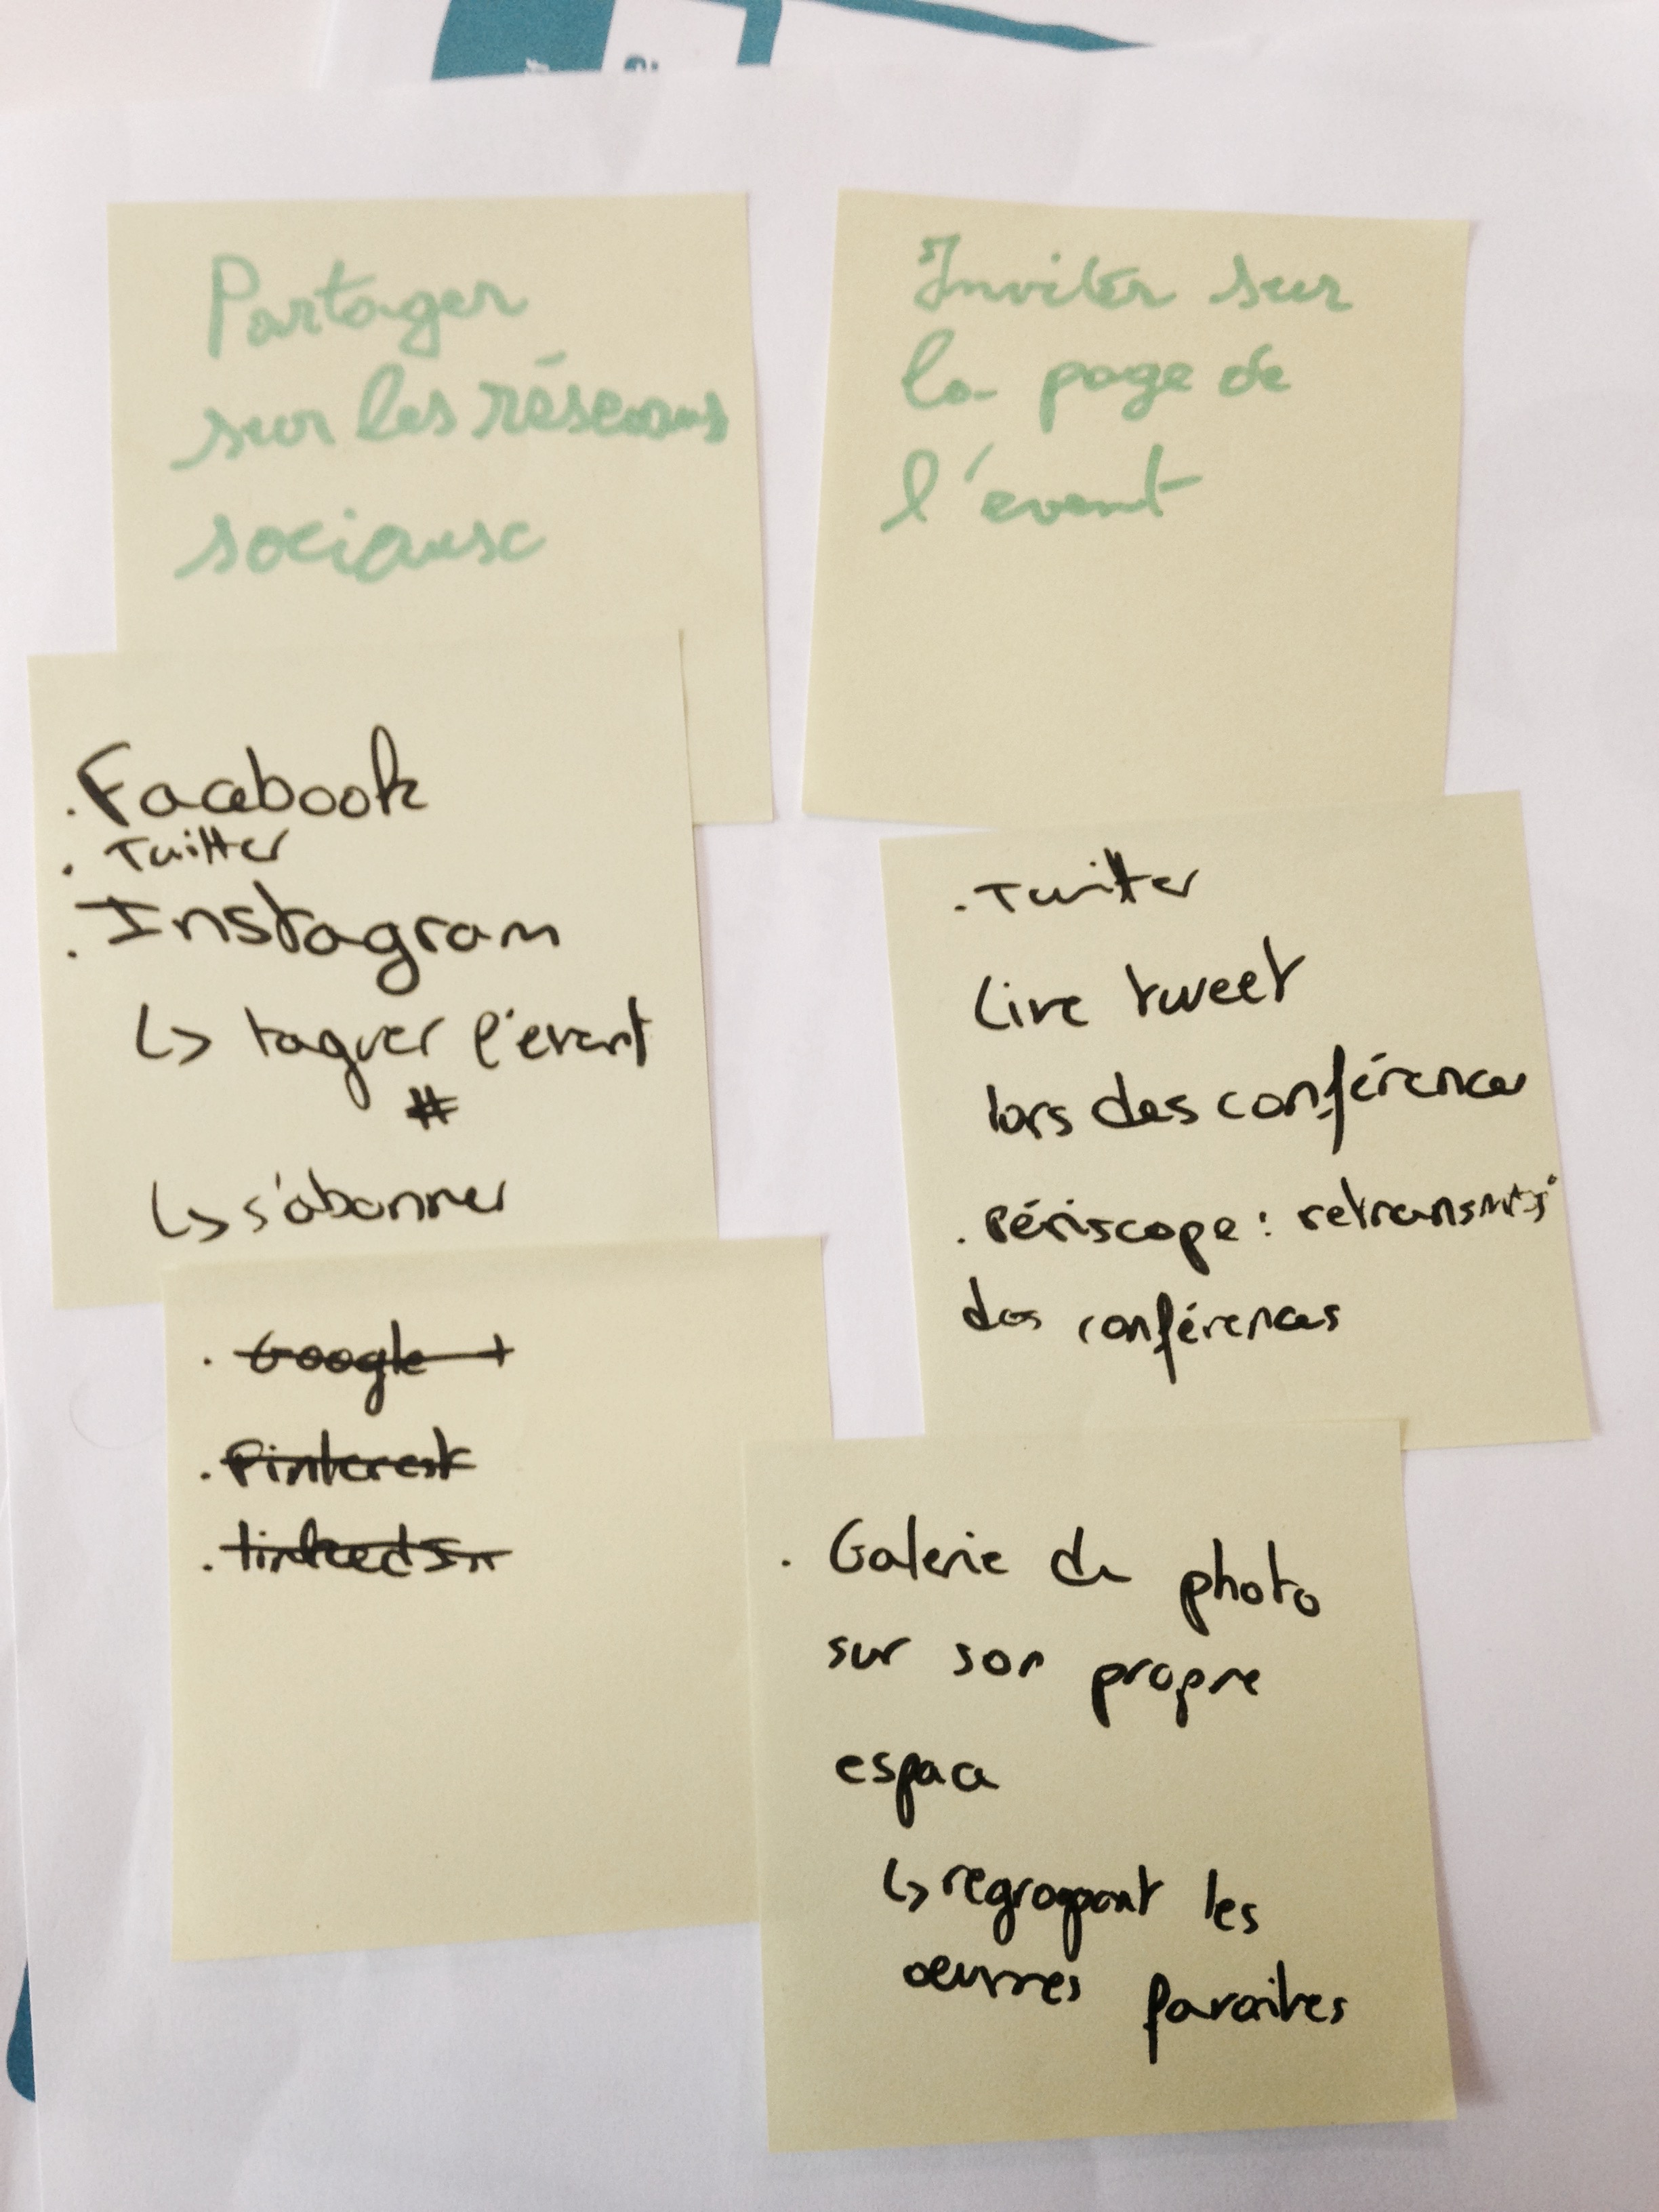 Partager
sur les réseaux
sociaux
Inviter sur
la page de
l'event
. Facebook
. Twitter
. Instagram
↳ taguer l'event
#
↳ s'abonner
. Twitter
Live tweet
lors des conférences
. Périscope : retransmis°
des conférences
. Google +
. Pinterest
. LinkedIn
. Galerie de photo
sur son propre
espace
↳ regroupant les
oeuvres